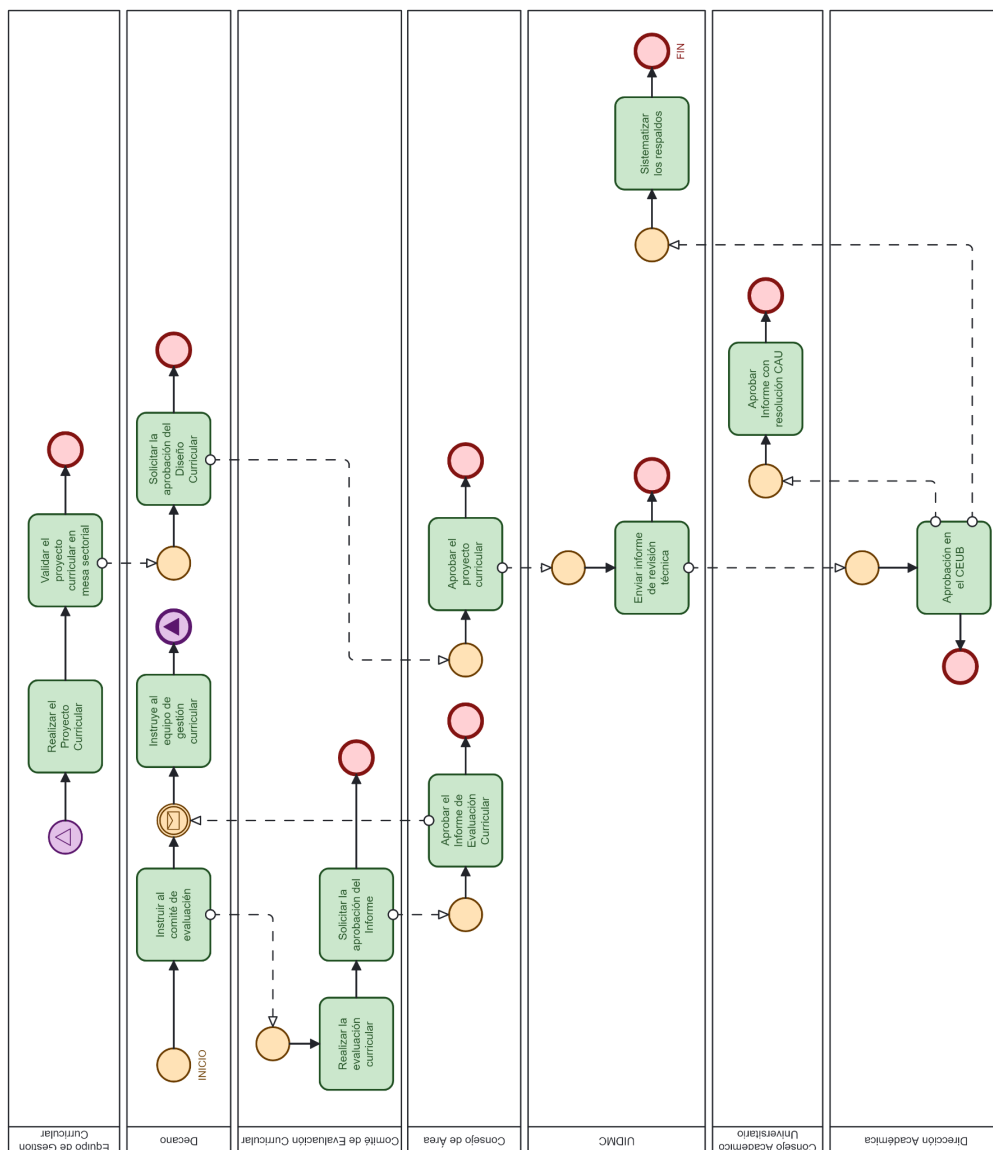 Equipo de Gestión
Curricular
Realizar el
Proyecto
Curricular
Validar el
proyecto
curricular en
mesa sectorial
Decano
INICIO
Instruir al
comité de
evaluación
Instruye al
equipo de
gestión
curricular
Solicitar la
aprobación del
Diseño
Curricular
Comité de Evaluación Curricular
Realizar la
evaluación
curricular
Solicitar la
aprobación del
Informe
Consejo de Área
Aprobar el
Informe de
Evaluación
Curricular
Aprobar el
proyecto
curricular
UIDMC
Enviar informe
de revisión
técnica
Sistematizar
los respaldos
FIN
Consejo Académico
Universitario
Aprobar
Informe con
resolución CAU
Dirección Académica
Aprobación en
el CEUB